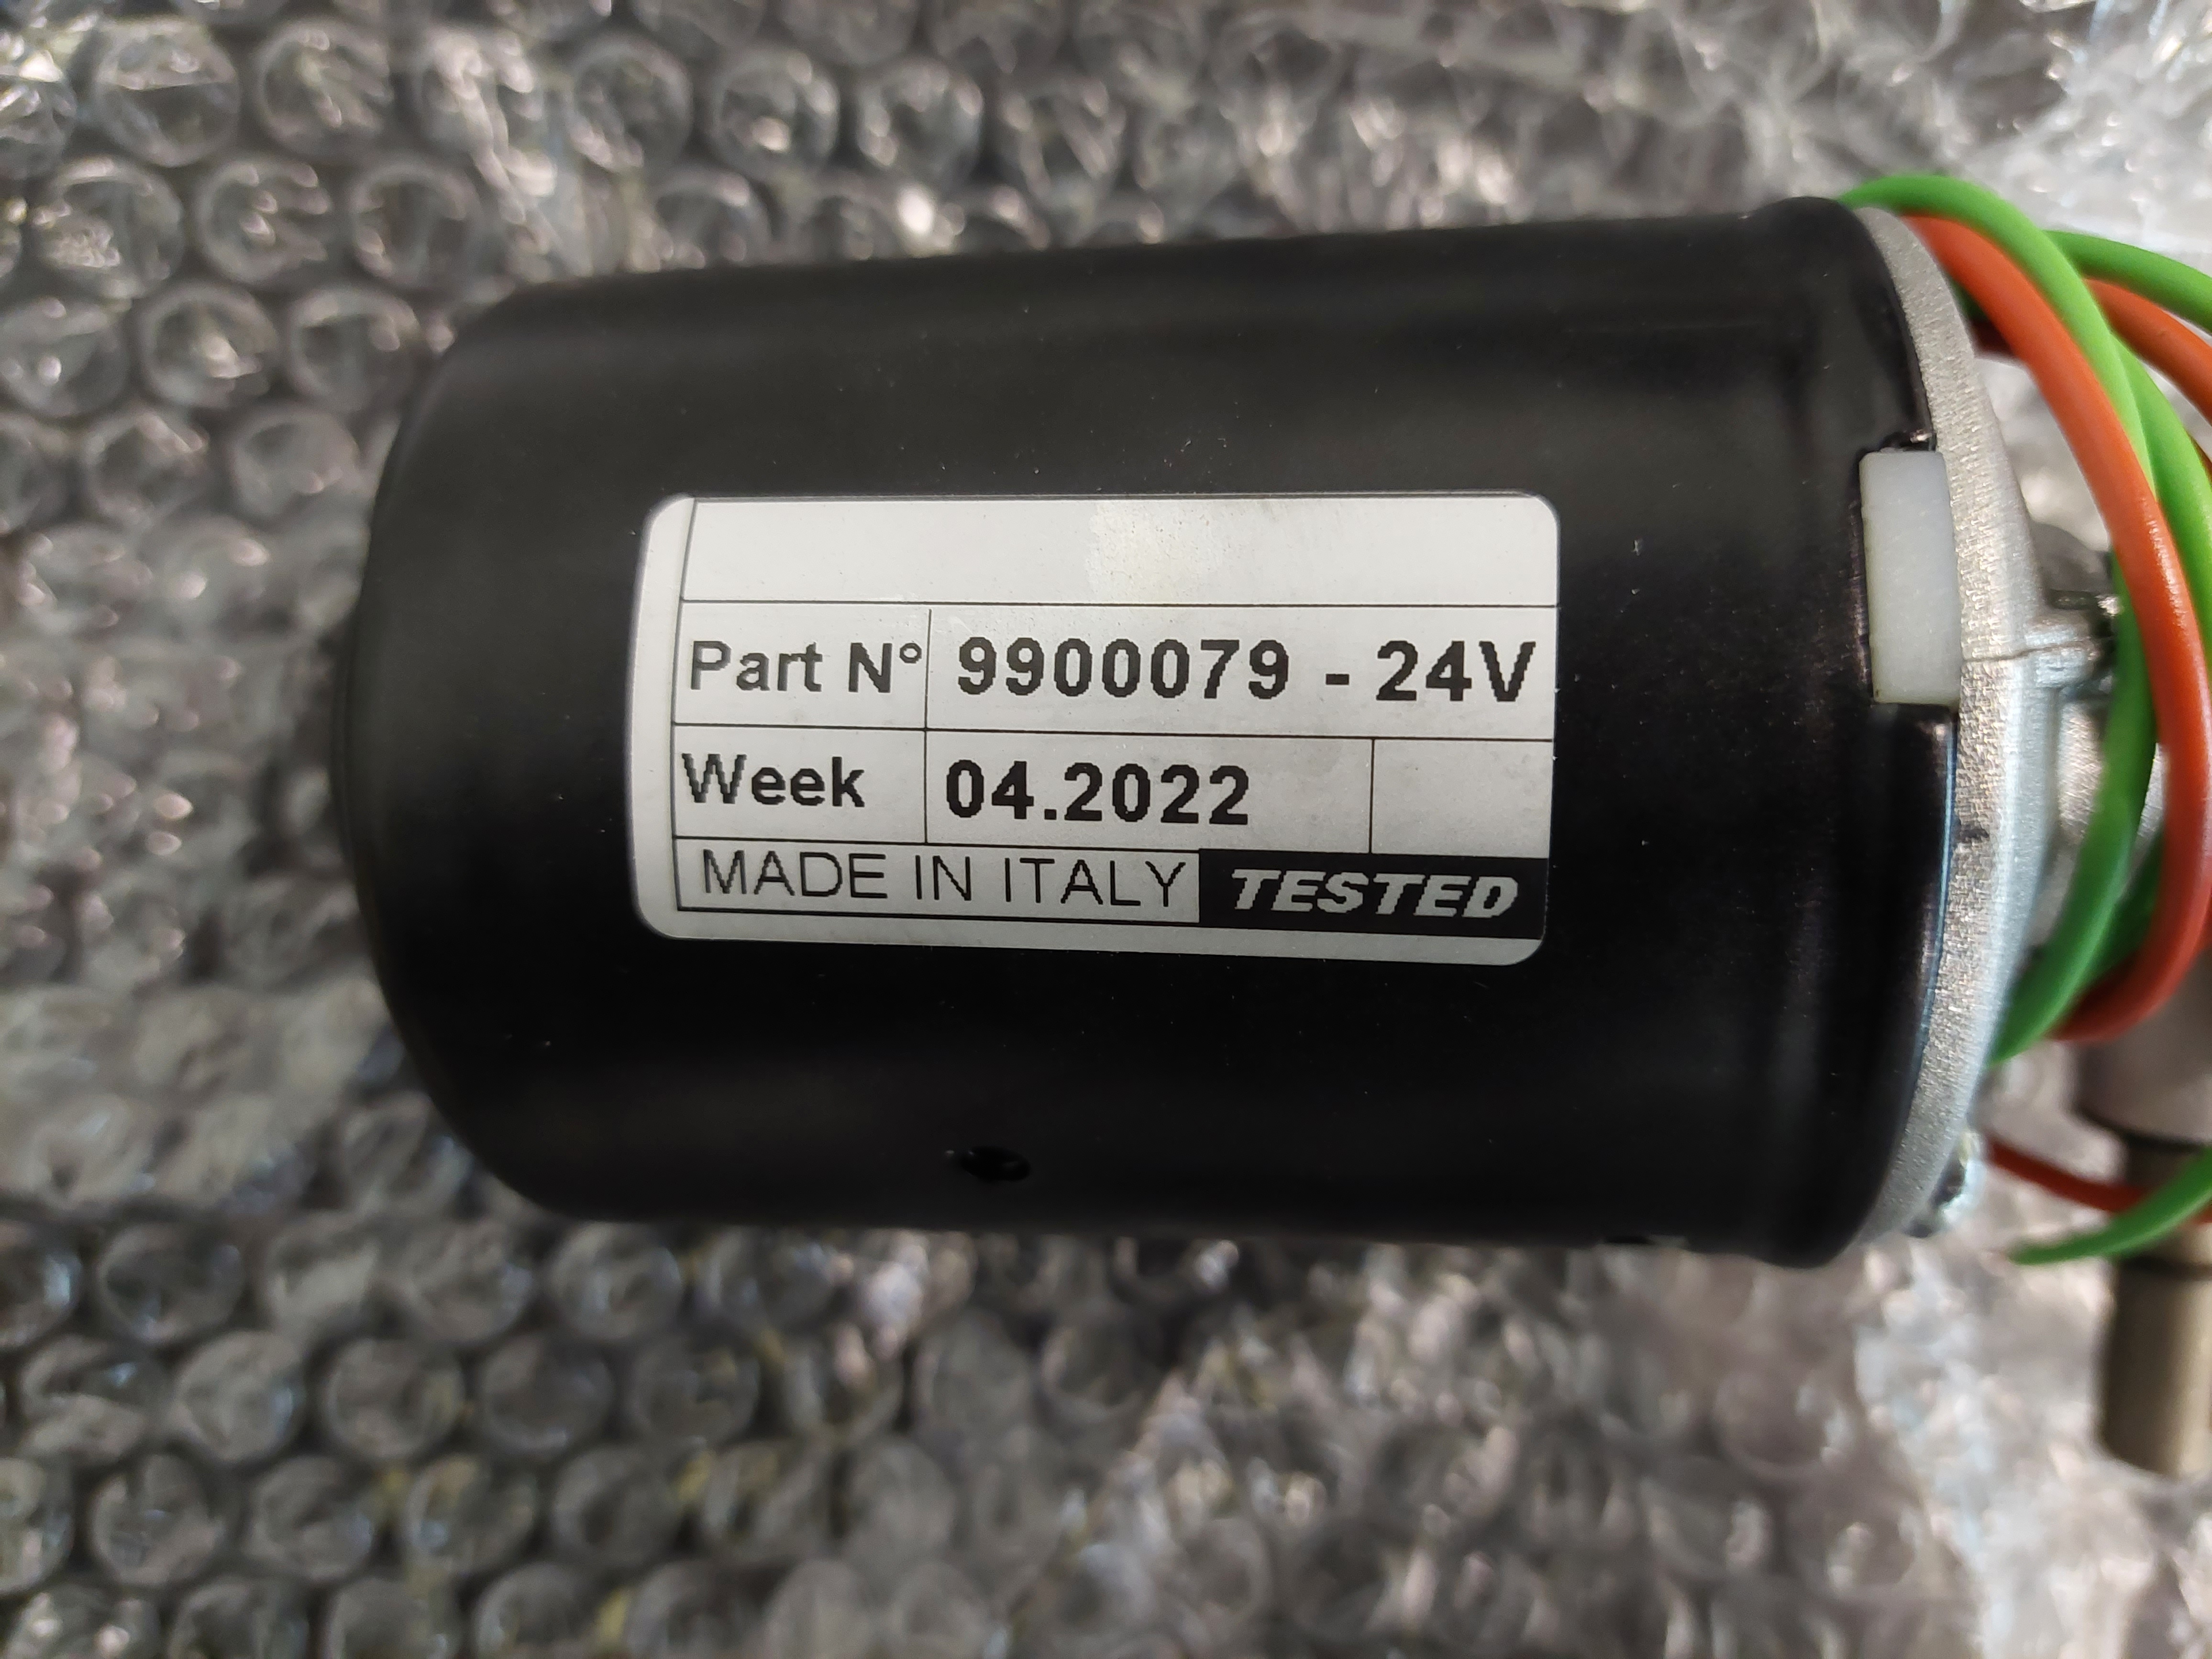 Part N° 9900079 - 24V
Week 04.2022
MADE IN ITALY TESTED